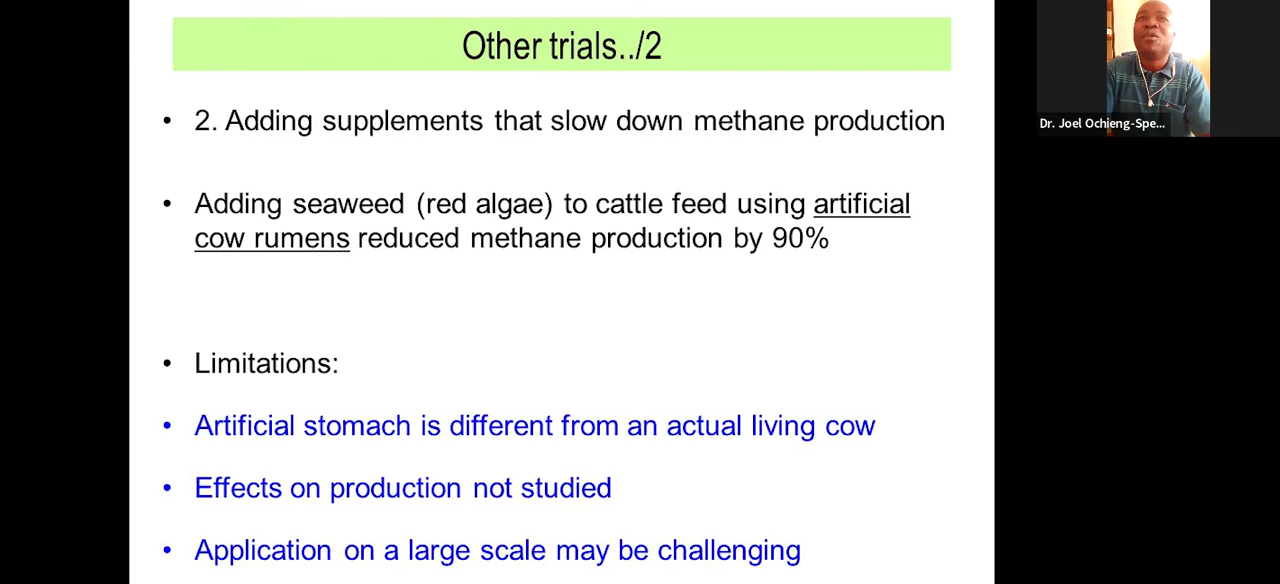 Other trials../2
Dr. Joel Ochieng-Spe...
• 2. Adding supplements that slow down methane production
• Adding seaweed (red algae) to cattle feed using artificial
cow rumens reduced methane production by 90%
• Limitations:
• Artificial stomach is different from an actual living cow
• Effects on production not studied
• Application on a large scale may be challenging